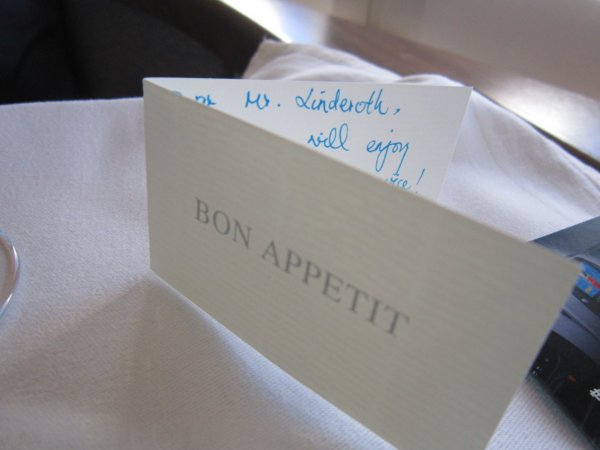 Mr. Linderoth,
will enjoy
BON APPETIT